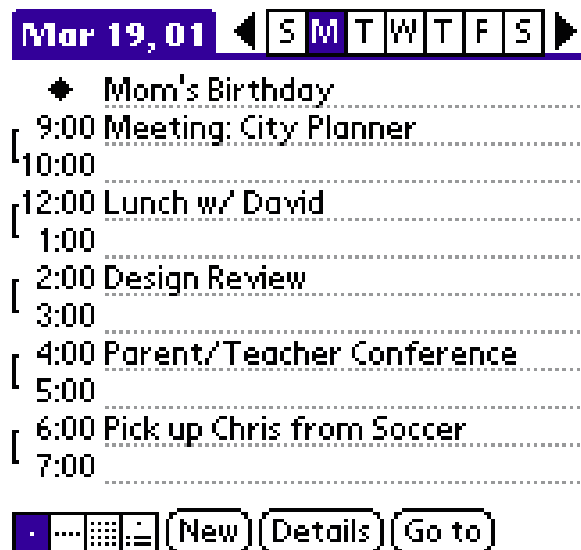 Mar 19, 01 S M T W T F S
Mom's Birthday
9:00 Meeting: City Planner
10:00
12:00 Lunch w/ David
1:00
2:00 Design Review
3:00
4:00 Parent/Teacher Conference
5:00
6:00 Pick up Chris from Soccer
7:00
New Details Go to